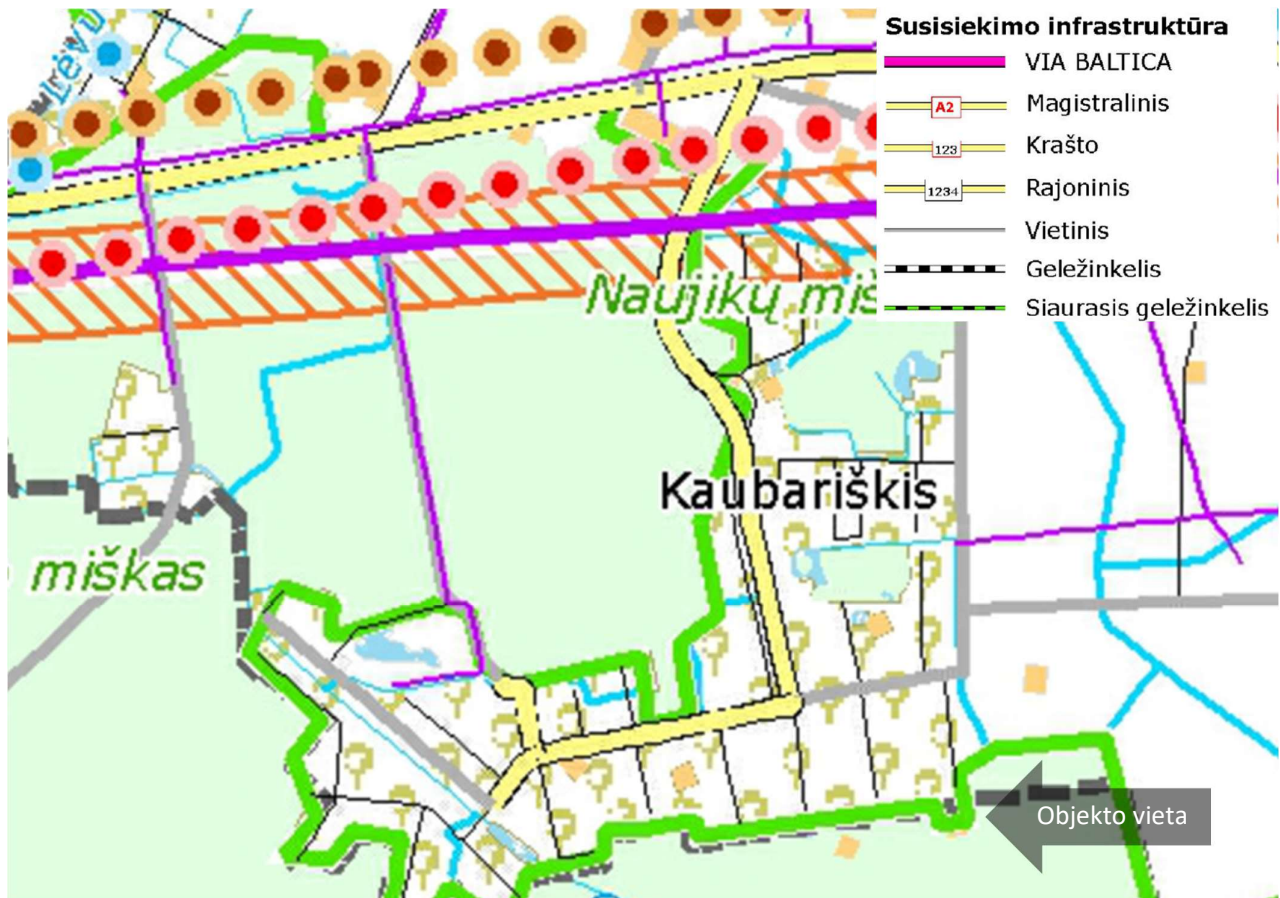 Lėvu
Susisiekimo infrastruktūra
VIA BALTICA
A2 Magistralinis
123 Krašto
1234 Rajoninis
Vietinis
Geležinkelis
Siaurasis geležinkelis
Naujikų miš
Kaubariškis
miškas
Objekto vieta